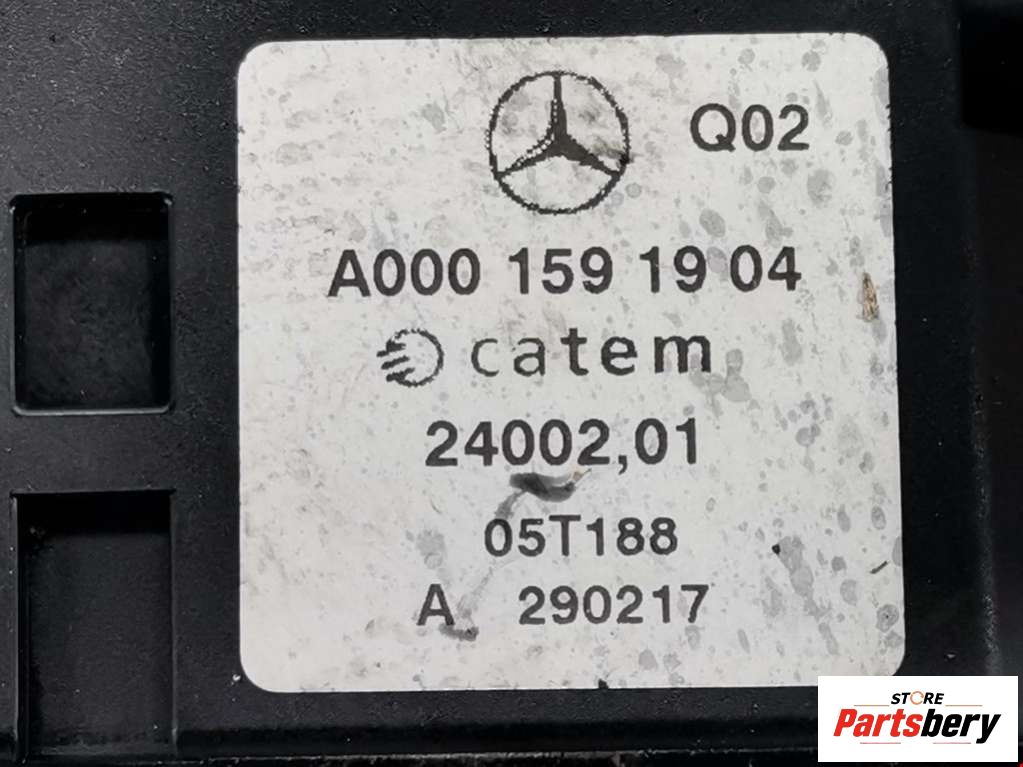 Q02
A000 159 19 04
catem
24002,01
05T188
A 290217
STORE
Partsbery